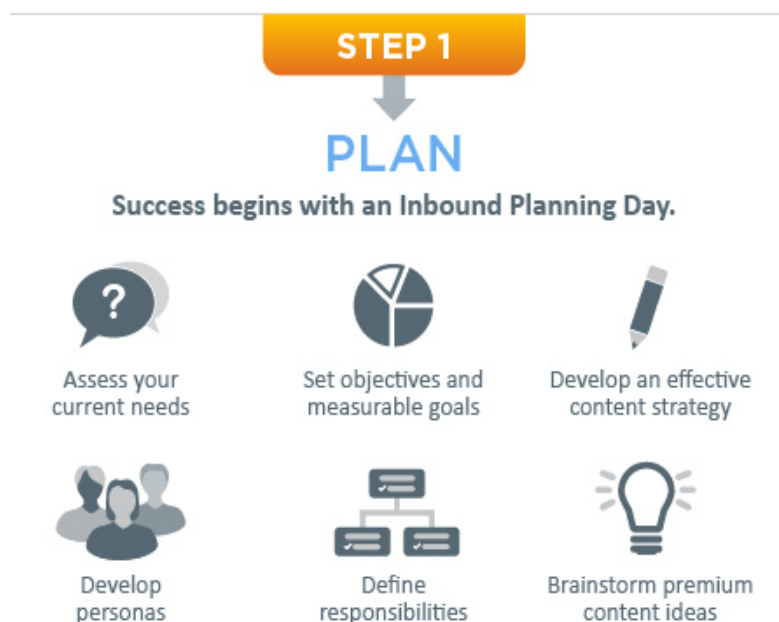 STEP 1
PLAN
Success begins with an Inbound Planning Day.
?
Assess your
current needs
Set objectives and
measurable goals
Develop an effective
content strategy
Develop
personas
Define
responsibilities
Brainstorm premium
content ideas